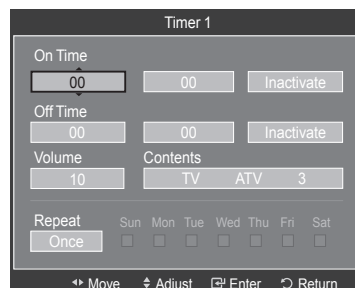 Timer 1
On Time
00 00 Inactivate
Off Time
00 00 Inactivate
Volume Contents
10 TV ATV 3
Repeat Sun Mon Tue Wed Thu Fri Sat
Once
Move Adjust Enter Return